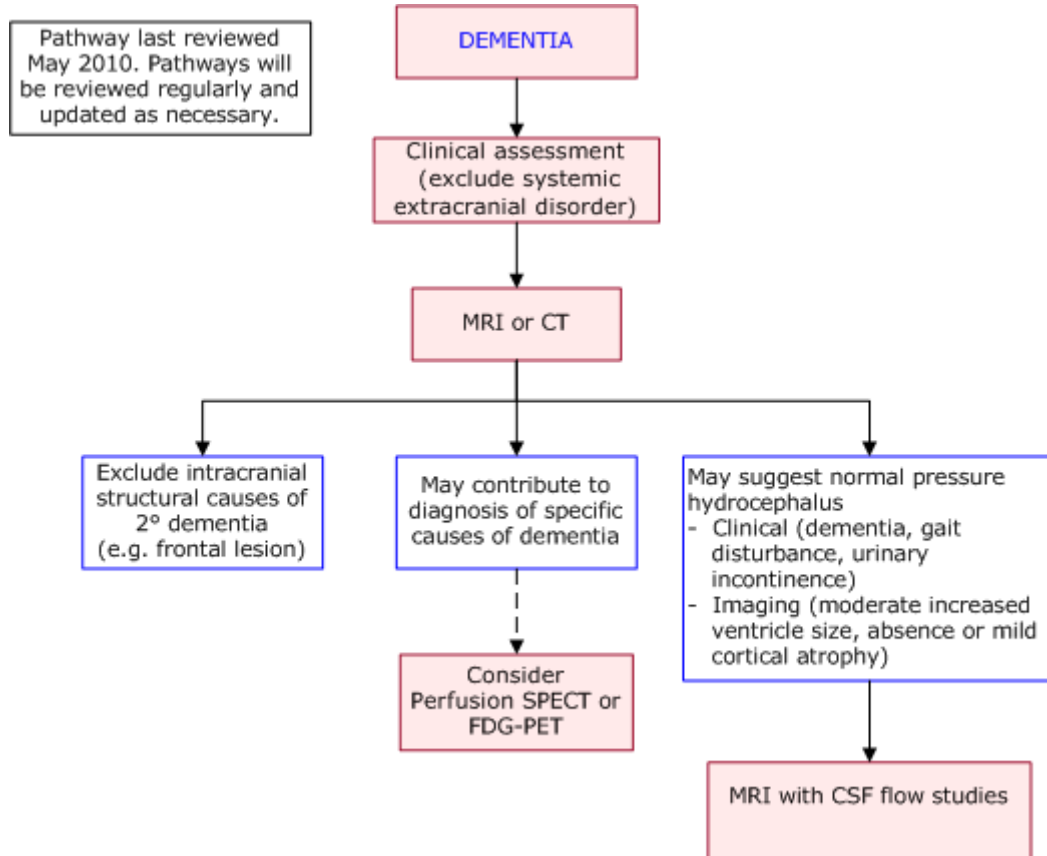 Pathway last reviewed
May 2010. Pathways will
be reviewed regularly and
updated as necessary.
DEMENTIA
Clinical assessment
(exclude systemic
extracranial disorder)
MRI or CT
Exclude intracranial
structural causes of
2° dementia
(e.g. frontal lesion)
May contribute to
diagnosis of specific
causes of dementia
May suggest normal pressure
hydrocephalus
- Clinical (dementia, gait
disturbance, urinary
incontinence)
- Imaging (moderate increased
ventricle size, absence or mild
cortical atrophy)
Consider
Perfusion SPECT or
FDG-PET
MRI with CSF flow studies